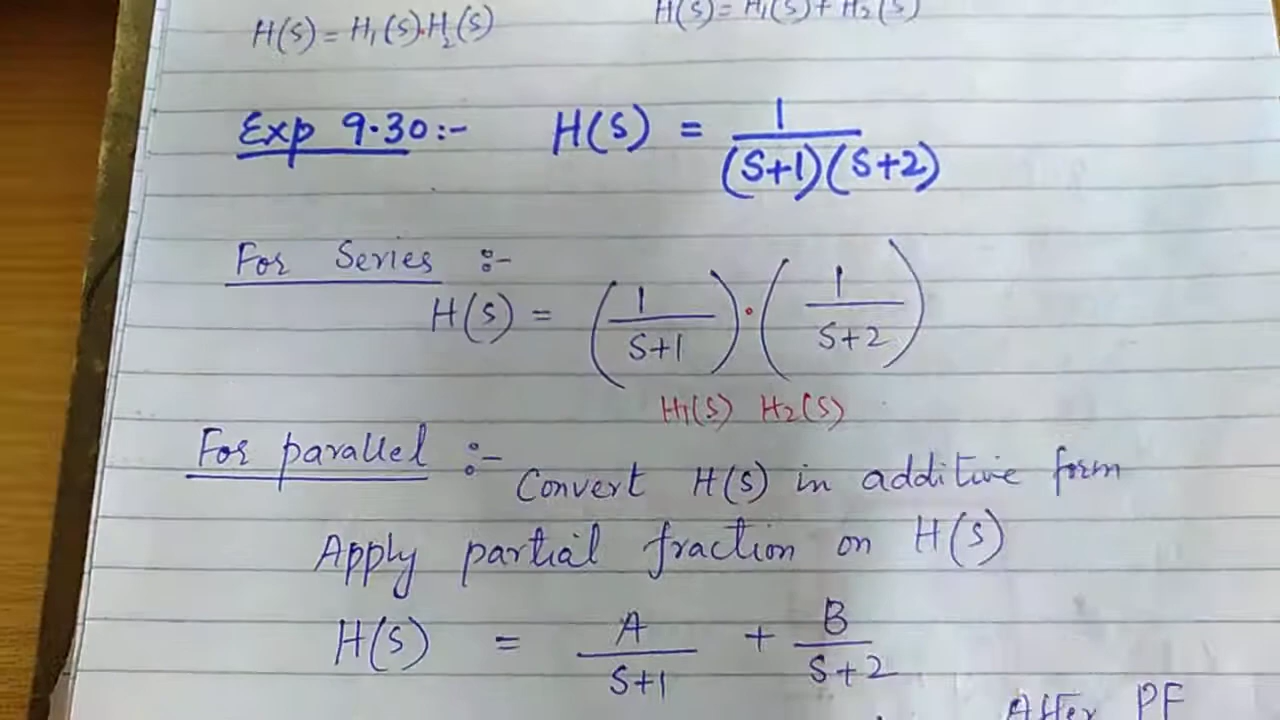 H(S) = H₁(S).H₂(S) H(S) = H₁(S) + H₂(S)
Exp 9.30:- H(S) = 1/(S+1)(S+2)
For Series :-
H(S) = (1/S+1) . (1/S+2)
H₁(S) H₂(S)
For parallel :- Convert H(S) in additive form
Apply partial fraction on H(S)
H(S) = A/S+1 + B/S+2
After PF